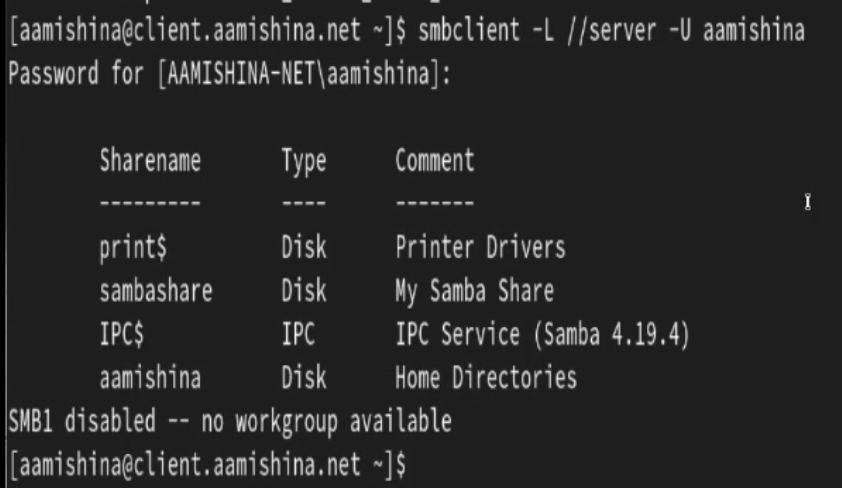 [aamishina@client.aamishina.net ~]$ smbclient -L //server -U aamishina
Password for [AAMISHINA-NET\aamishina]:
Sharename Type Comment
--------- ---- -------
print$ Disk Printer Drivers
sambashare Disk My Samba Share
IPC$ IPC IPC Service (Samba 4.19.4)
aamishina Disk Home Directories
SMB1 disabled -- no workgroup available
[aamishina@client.aamishina.net ~]$